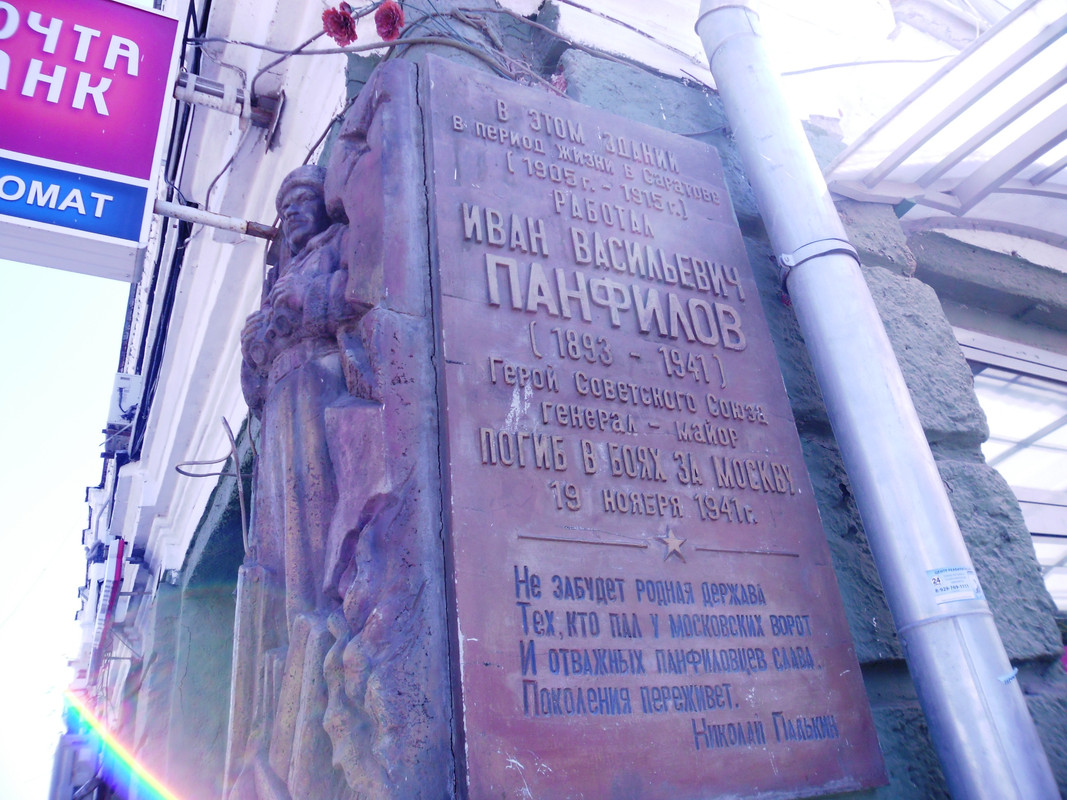 ОЧТА
АНК
ОМАТ
В ЭТОМ ЗДАНИИ
в период жизни в Саратове
(1905 г. - 1915 г.)
РАБОТАЛ
ИВАН ВАСИЛЬЕВИЧ
ПАНФИЛОВ
(1893 - 1941)
Герой Советского Союза
генерал - майор
ПОГИБ В БОЯХ ЗА МОСКВУ
19 НОЯБРЯ 1941г.
Не забудет родная держава
Тех, кто пал у московских ворот
И отважных панфиловцев слава
Поколения переживет.
Николай Палькин
24